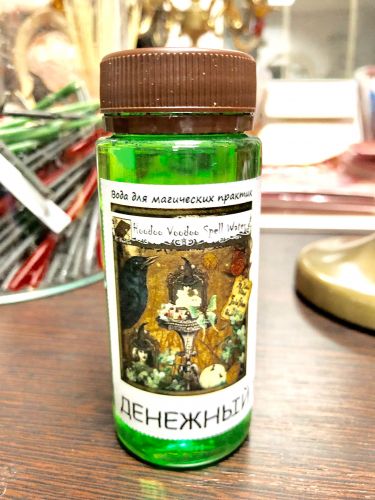 Вода для магических практик
Hoodoo Voodoo Spell Water
ДЕНЕЖНЫЙ